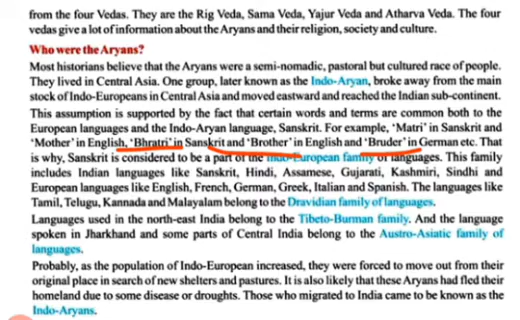 from the four Vedas. They are the Rig Veda, Sama Veda, Yajur Veda and Atharva Veda. The four
vedas give a lot of information about the Aryans and their religion, society and culture.
Who were the Aryans?
Most historians believe that the Aryans were a semi-nomadic, pastoral but cultured race of people.
They lived in Central Asia. One group, later known as the Indo-Aryan, broke away from the main
stock of Indo-Europeans in Central Asia and moved eastward and reached the Indian sub-continent.
This assumption is supported by the fact that certain words and terms are common both to the
European languages and the Indo-Aryan language, Sanskrit. For example, 'Matri' in Sanskrit and
'Mother' in English, 'Bhratri' in Sanskrit and 'Brother' in English and 'Bruder' in German etc. That
is why, Sanskrit is considered to be a part of the Indo-European family of languages. This family
includes Indian languages like Sanskrit, Hindi, Assamese, Gujarati, Kashmiri, Sindhi and
European languages like English, French, German, Greek, Italian and Spanish. The languages like
Tamil, Telugu, Kannada and Malayalam belong to the Dravidian family of languages.
Languages used in the north-east India belong to the Tibeto-Burman family. And the language
spoken in Jharkhand and some parts of Central India belong to the Austro-Asiatic family of
languages.
Probably, as the population of Indo-European increased, they were forced to move out from their
original place in search of new shelters and pastures. It is also likely that these Aryans had fled their
homeland due to some disease or droughts. Those who migrated to India came to be known as the
Indo-Aryans.